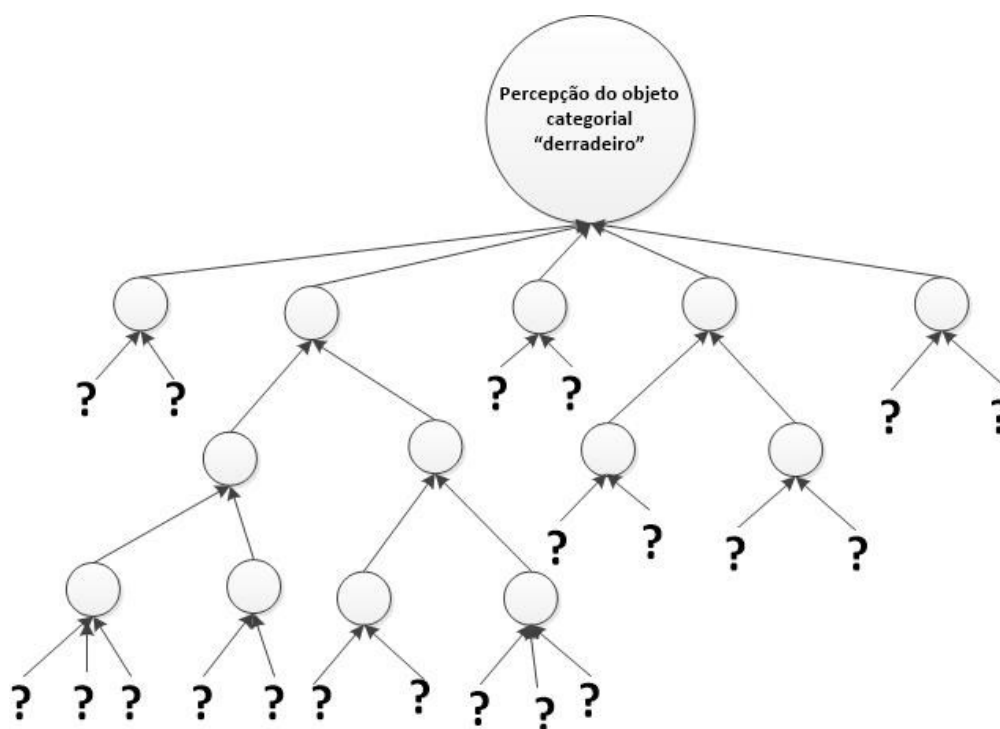 Percepção do objeto
categorial
“derradeiro”
? ? ? ? ? ?
? ? ? ?
? ? ? ? ? ? ? ? ? ?